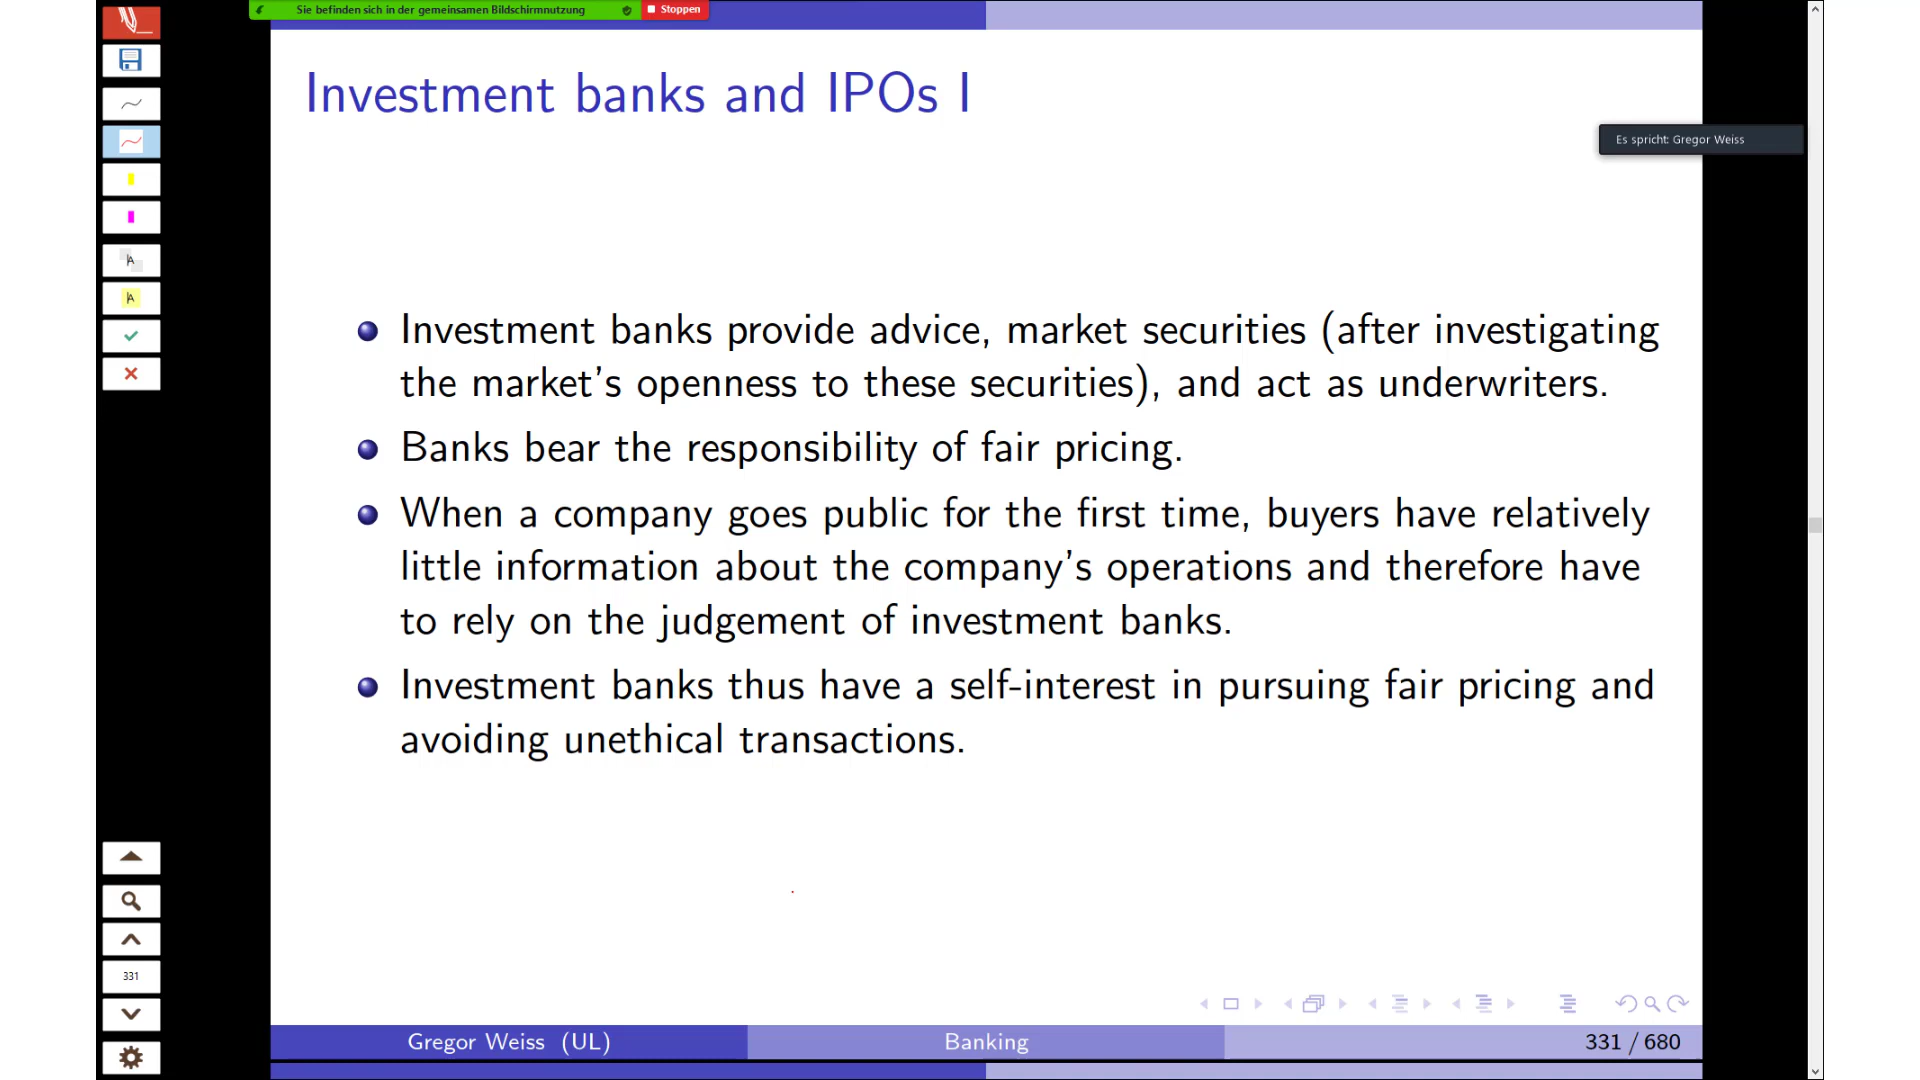 Sie befinden sich in der gemeinsamen Bildschirmnutzung
Stoppen
Investment banks and IPOs I
Es spricht: Gregor Weiss
Investment banks provide advice, market securities (after investigating
the market's openness to these securities), and act as underwriters.
Banks bear the responsibility of fair pricing.
When a company goes public for the first time, buyers have relatively
little information about the company's operations and therefore have
to rely on the judgement of investment banks.
Investment banks thus have a self-interest in pursuing fair pricing and
avoiding unethical transactions.
A
A
331
Gregor Weiss (UL)
Banking
331 / 680